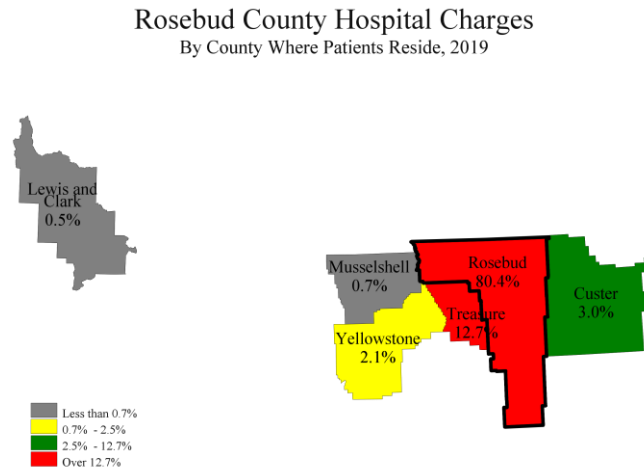 Rosebud County Hospital Charges
By County Where Patients Reside, 2019
Lewis and
Clark
0.5%
Musselshell
0.7%
Rosebud
80.4%
Custer
3.0%
Treasure
12.7%
Yellowstone
2.1%
Less than 0.7%
0.7% - 2.5%
2.5% - 12.7%
Over 12.7%